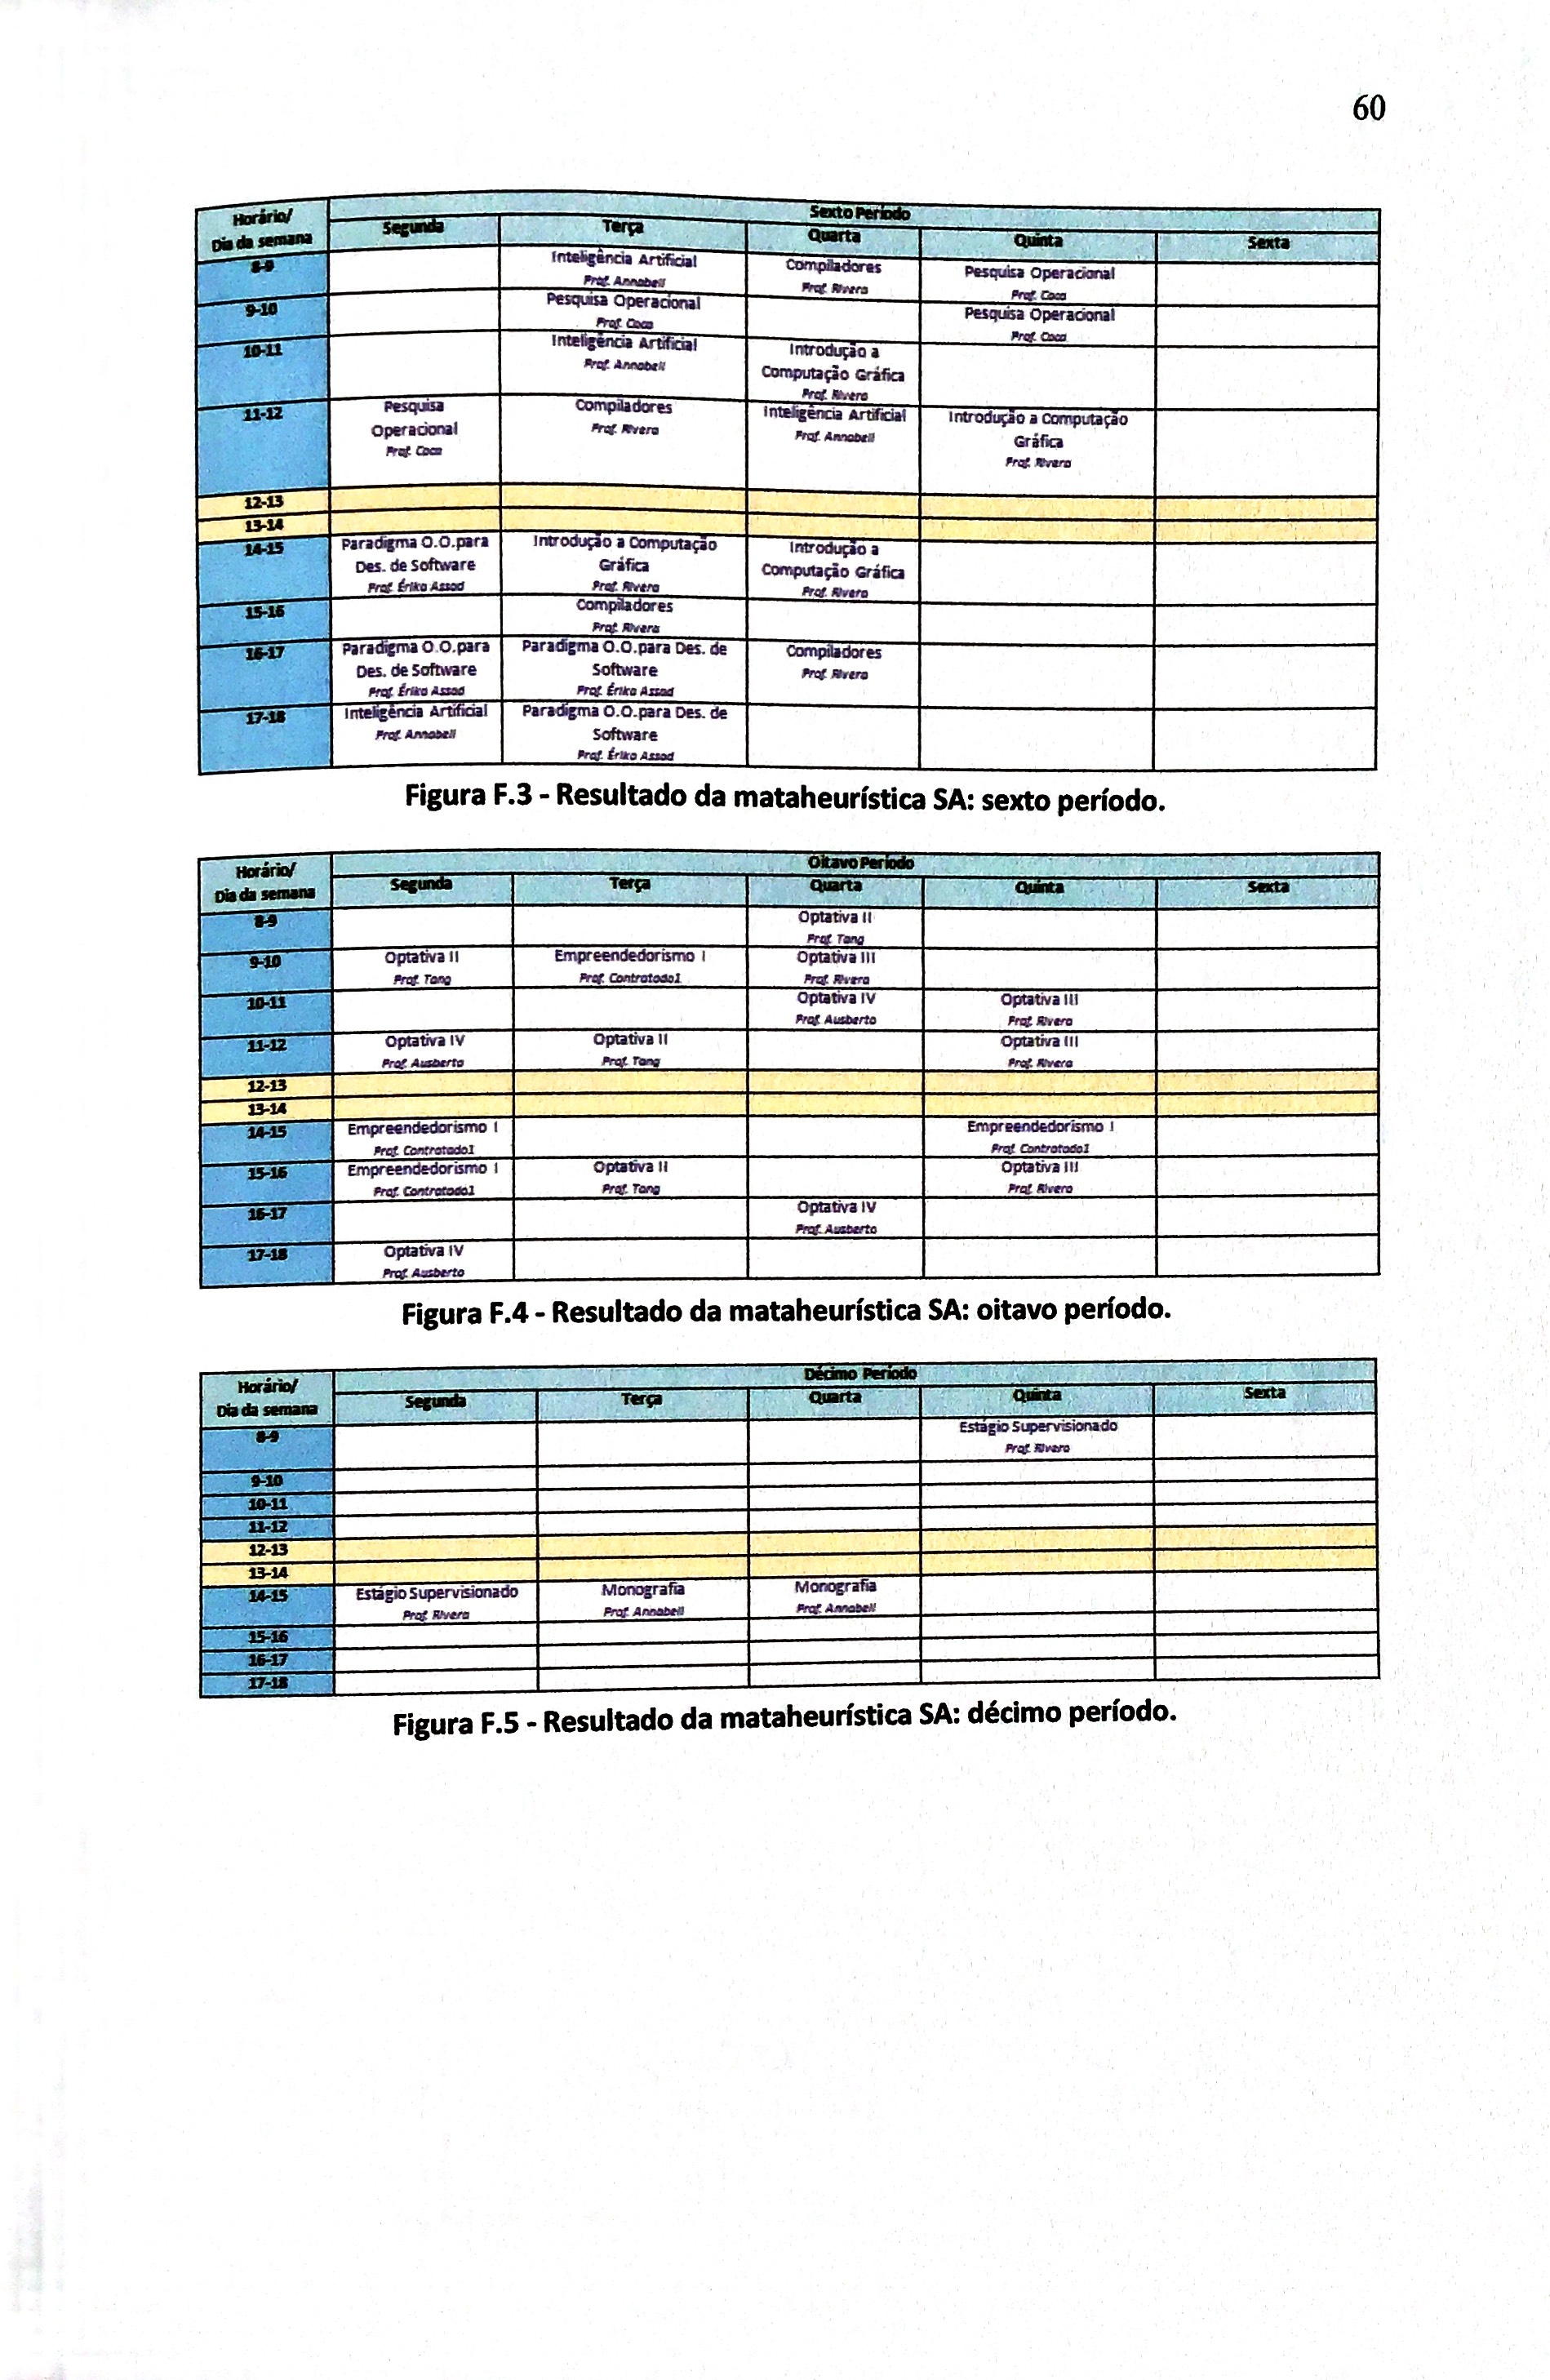 60
Sexto Período
Horário/
Dia da semana
Segunda Terça Quarta Quinta Sexta
8-9 Inteligência Artificial Compiladores Pesquisa Operacional
Prof. Annabell Prof. Rivera Prof. Coca
9-10 Pesquisa Operacional Pesquisa Operacional
Prof. Coca Prof. Coca
10-11 Inteligência Artificial Introdução a
Prof. Annabell Computação Gráfica
Prof. Rivera
11-12 Pesquisa Compiladores Inteligência Artificial Introdução a Computação
Operacional Prof. Rivera Prof. Annabell Gráfica
Prof. Coca Prof. Rivera
12-13
13-14
14-15 Paradigma O.O.para Introdução a Computação Introdução a
Des. de Software Gráfica Computação Gráfica
Prof. Érika Assad Prof. Rivera Prof. Rivera
15-16 Compiladores
Prof. Rivera
16-17 Paradigma O.O.para Paradigma O.O.para Des. de Compiladores
Des. de Software Software Prof. Rivera
Prof. Érika Assad Prof. Érika Assad
17-18 Inteligência Artificial Paradigma O.O.para Des. de
Prof. Annabell Software
Prof. Érika Assad
Figura F.3 - Resultado da mataheurística SA: sexto período.
Oitavo Período
Horário/
Dia da semana
Segunda Terça Quarta Quinta Sexta
8-9 Optativa II
Prof. Tang
9-10 Optativa II Empreendedorismo I Optativa III
Prof. Tang Prof. Contratado1 Prof. Rivera
10-11 Optativa IV Optativa III
Prof. Ausberto Prof. Rivera
11-12 Optativa IV Optativa II Optativa III
Prof. Ausberto Prof. Tang Prof. Rivera
12-13
13-14
14-15 Empreendedorismo I Empreendedorismo I
Prof. Contratado1 Prof. Contratado1
15-16 Empreendedorismo I Optativa II Optativa III
Prof. Contratado1 Prof. Tang Prof. Rivera
16-17 Optativa IV
Prof. Ausberto
17-18 Optativa IV
Prof. Ausberto
Figura F.4 - Resultado da mataheurística SA: oitavo período.
Décimo Período
Horário/
Dia da semana
Segunda Terça Quarta Quinta Sexta
8-9 Estágio Supervisionado
Prof. Rivera
9-10
10-11
11-12
12-13
13-14
14-15 Estágio Supervisionado Monografia Monografia
Prof. Rivera Prof. Annabell Prof. Annabell
15-16
16-17
17-18
Figura F.5 - Resultado da mataheurística SA: décimo período.